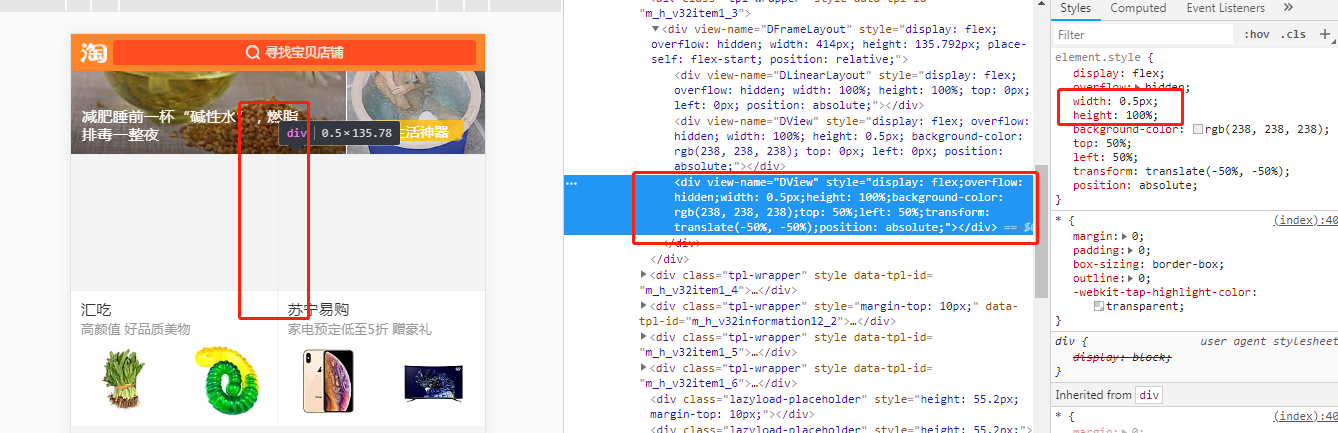 淘
寻找宝贝店铺
减肥睡前一杯“碱性水”，燃脂
排毒一整夜
div 0.5×135.78
生活神器
汇吃
高颜值 好品质美物
苏宁易购
家电预定低至5折 赠豪礼
"m_h_v32item1_3">
<div view-name="DFrameLayout" style="display: flex;
overflow: hidden; width: 414px; height: 135.792px; place-
self: flex-start; position: relative;">
<div view-name="DLinearLayout" style="display: flex;
overflow: hidden; width: 100%; height: 100%; top: 0px;
left: 0px; position: absolute;"></div>
<div view-name="DView" style="display: flex; overflow:
hidden; width: 100%; height: 0.5px; background-color:
rgb(238, 238, 238); top: 0px; left: 0px; position:
absolute;"></div>
… <div view-name="DView" style="display: flex;overflow:
hidden;width: 0.5px;height: 100%;background-color:
rgb(238, 238, 238);top: 50%;left: 50%;transform:
translate(-50%, -50%);position: absolute;"></div> == $
</div>
</div>
<div class="tpl-wrapper" style data-tpl-id=
"m_h_v32item1_4">…</div>
<div class="tpl-wrapper" style="margin-top: 10px;" data-
tpl-id="m_h_v32information12_2">…</div>
<div class="tpl-wrapper" style data-tpl-id=
"m_h_v32item1_5">…</div>
<div class="tpl-wrapper" style data-tpl-id=
"m_h_v32item1_6">…</div>
<div class="lazyload-placeholder" style="height: 55.2px;
margin-top: 10px;"></div>
<div class="lazyload-placeholder" style="height: 55.2px;">
Styles Computed Event Listeners »
Filter :hov .cls +
element.style {
display: flex;
overflow: hidden;
width: 0.5px;
height: 100%;
background-color: rgb(238, 238, 238);
top: 50%;
left: 50%;
transform: translate(-50%, -50%);
position: absolute;
}
* { (index):40
margin: 0;
padding: 0;
box-sizing: border-box;
outline: 0;
-webkit-tap-highlight-color:
transparent;
}
div { user agent stylesheet
display: block;
}
Inherited from div
* { (index):40
margin: 0;